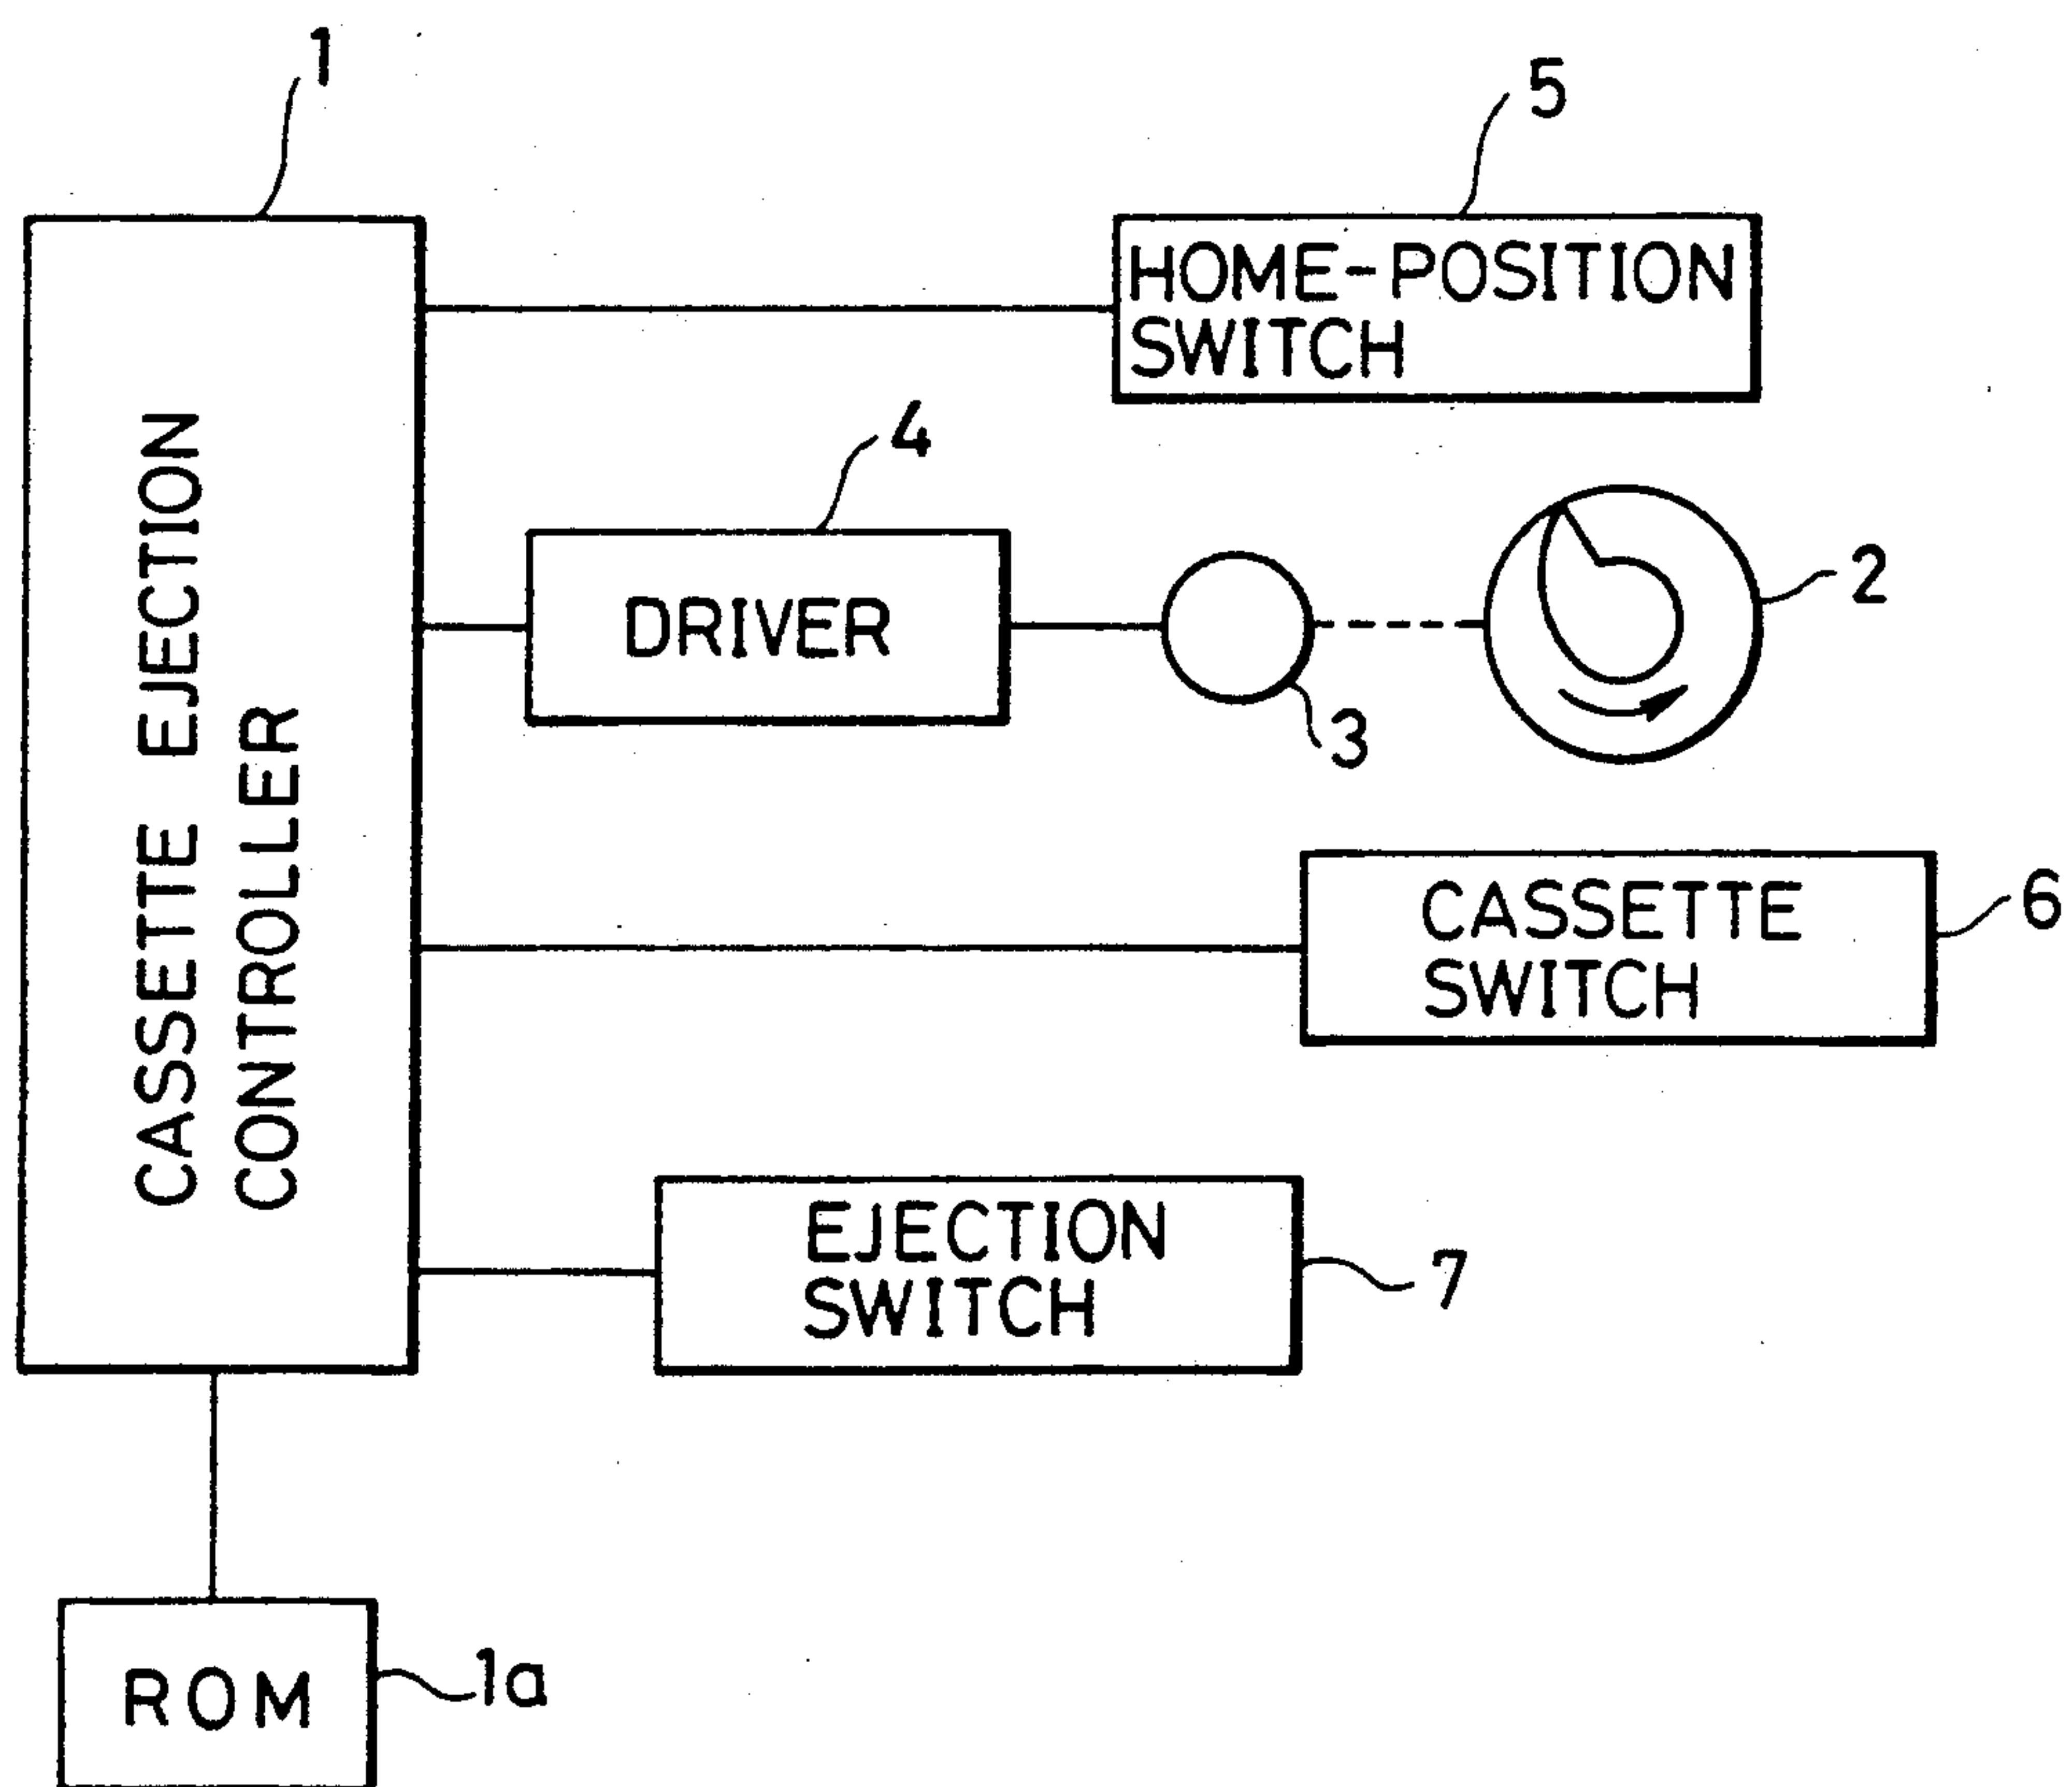 1
5
HOME-POSITION
SWITCH
4
DRIVER
3
2
CASSETTE EJECTION
CONTROLLER
CASSETTE
SWITCH
6
EJECTION
SWITCH
7
ROM
1a